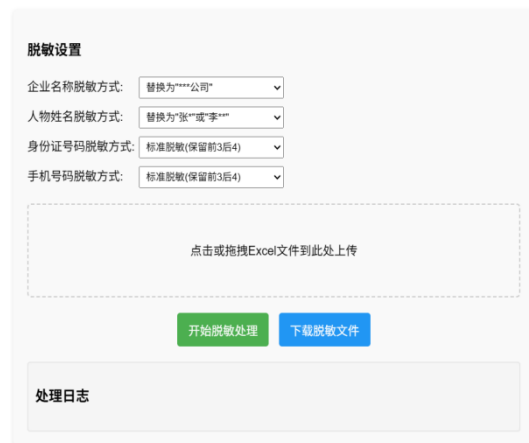 脱敏设置
企业名称脱敏方式: 替换为"***公司"
人物姓名脱敏方式: 替换为"张*"或"李**"
身份证号码脱敏方式: 标准脱敏(保留前3后4)
手机号码脱敏方式: 标准脱敏(保留前3后4)
点击或拖拽Excel文件到此处上传
开始脱敏处理 下载脱敏文件
处理日志